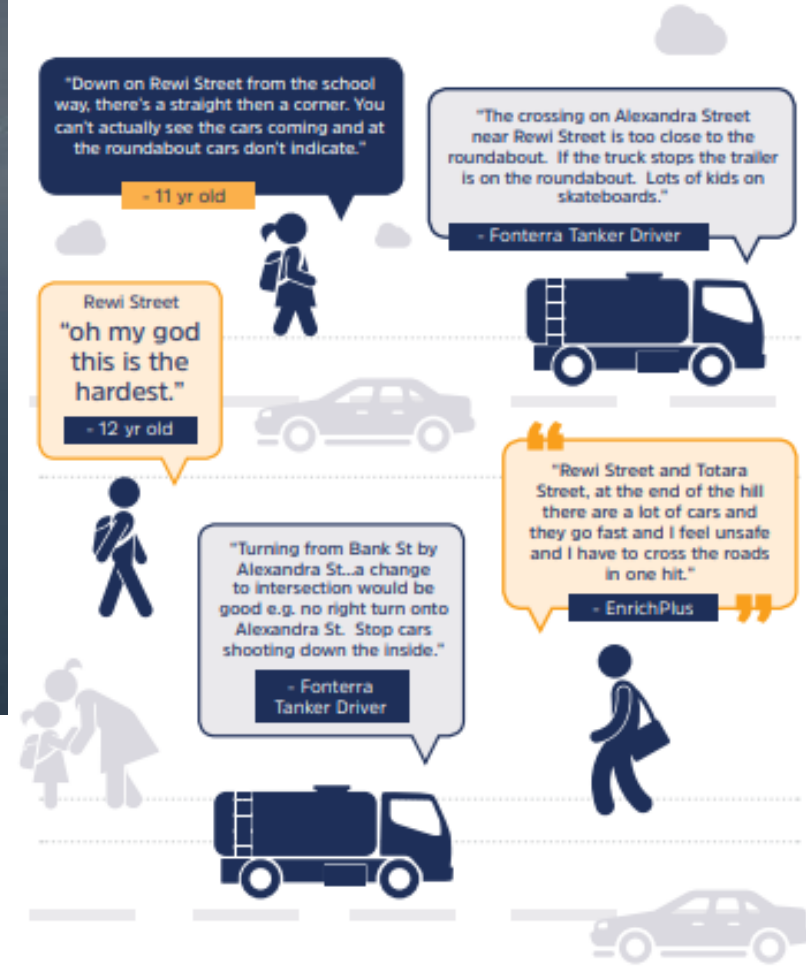 "Down on Rewi Street from the school
way, there's a straight then a corner. You
can't actually see the cars coming and at
the roundabout cars don't indicate."
- 11 yr old
"The crossing on Alexandra Street
near Rewi Street is too close to the
roundabout. If the truck stops the trailer
is on the roundabout. Lots of kids on
skateboards."
- Fonterra Tanker Driver
Rewi Street
"oh my god
this is the
hardest."
- 12 yr old
"Rewi Street and Totara
Street, at the end of the hill
there are a lot of cars and
they go fast and I feel unsafe
and I have to cross the roads
in one hit."
- EnrichPlus
"Turning from Bank St by
Alexandra St...a change
to intersection would be
good e.g. no right turn onto
Alexandra St. Stop cars
shooting down the inside."
- Fonterra
Tanker Driver